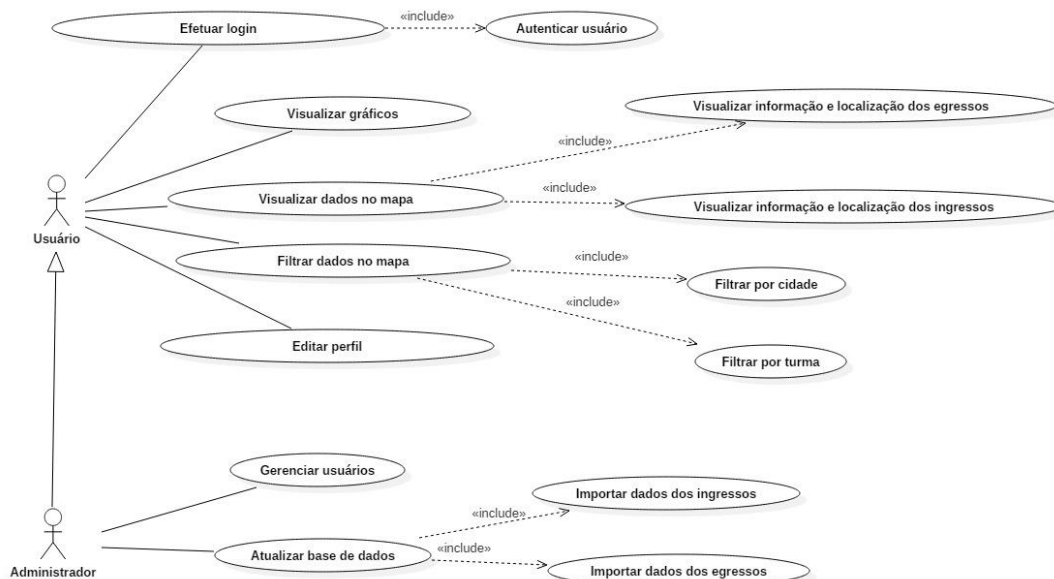 Efetuar login
«include»
Autenticar usuário
Visualizar gráficos
Visualizar informação e localização dos egressos
«include»
Visualizar dados no mapa
«include»
Visualizar informação e localização dos ingressos
Usuário
Filtrar dados no mapa
«include»
Filtrar por cidade
«include»
Editar perfil
Filtrar por turma
Gerenciar usuários
Importar dados dos ingressos
«include»
Administrador
Atualizar base de dados
«include»
Importar dados dos egressos